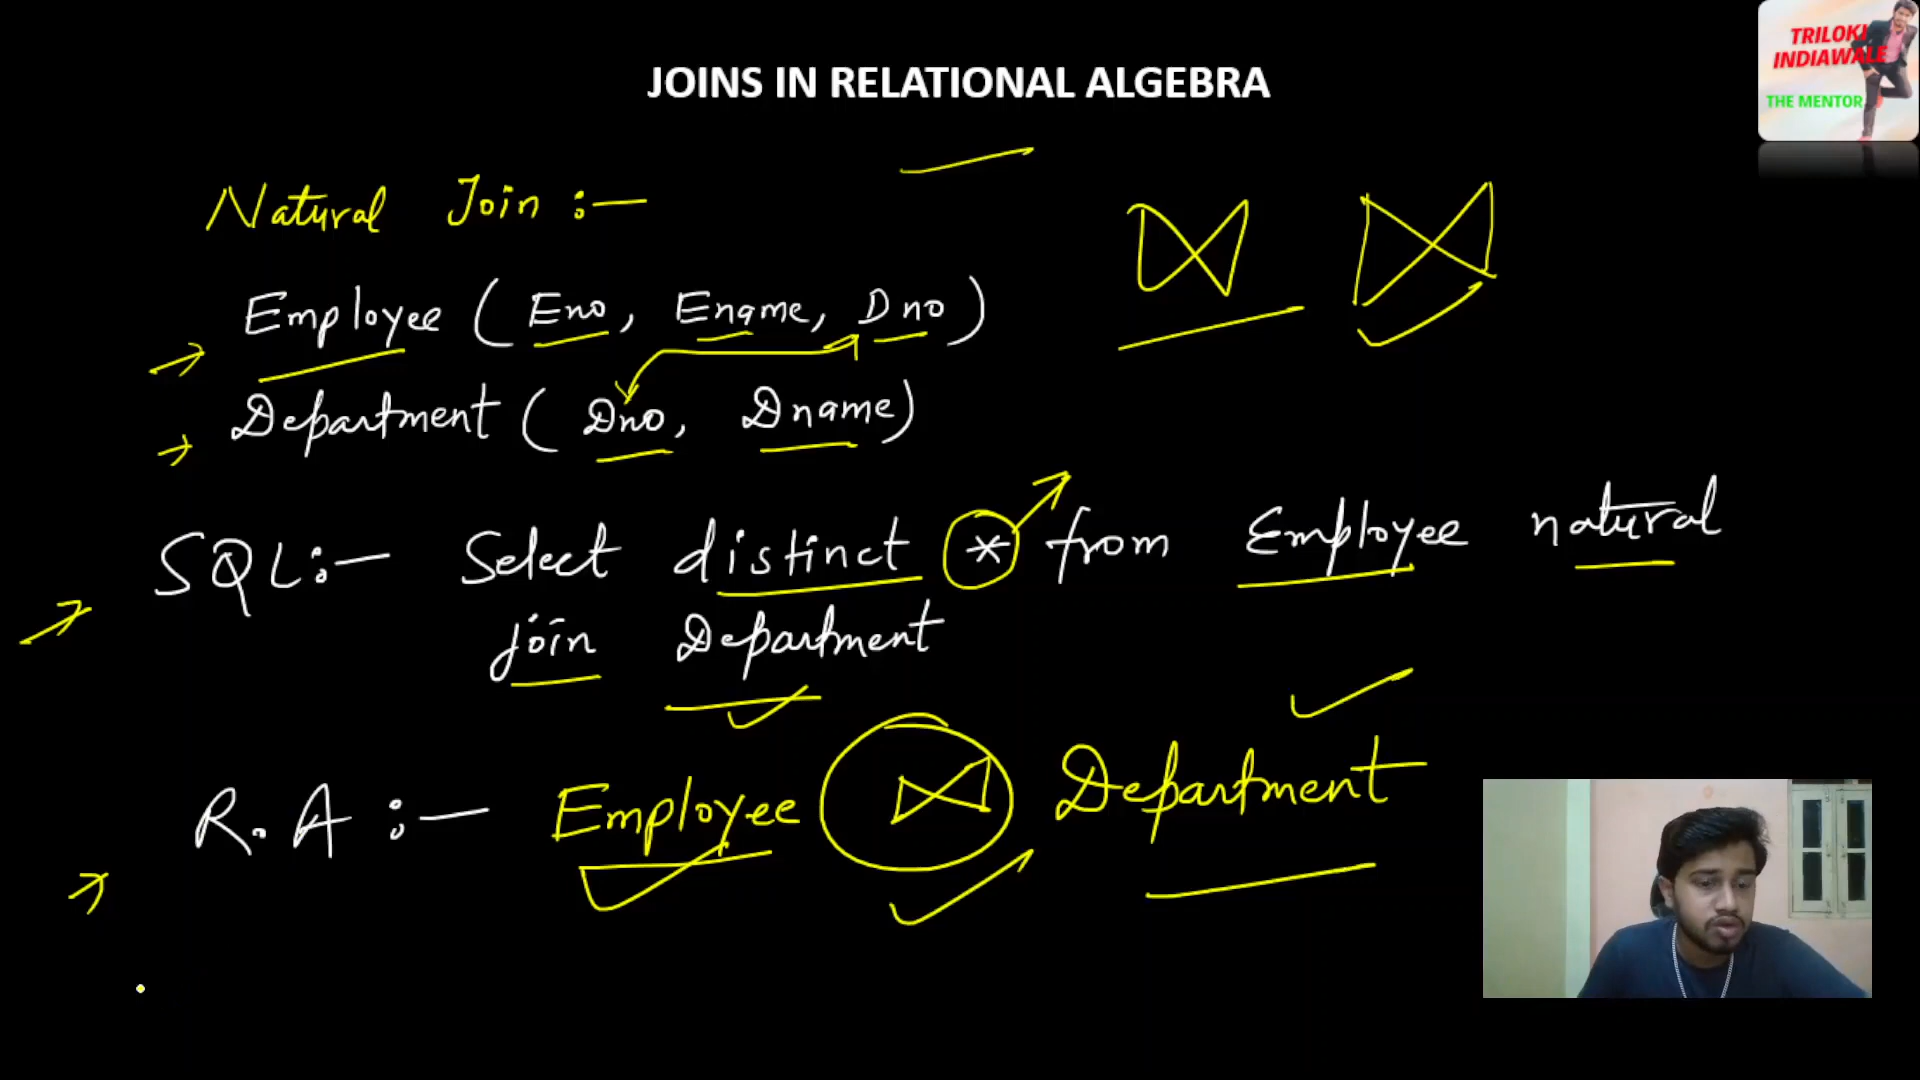 JOINS IN RELATIONAL ALGEBRA
TRILOKI
INDIAWALE
THE MENTOR
Natural Join :—
Employee ( Eno, Ename, Dno )
Department ( Dno, Dname)
SQL:— Select distinct * from Employee natural
join Department
R.A :— Employee ⋈ Department